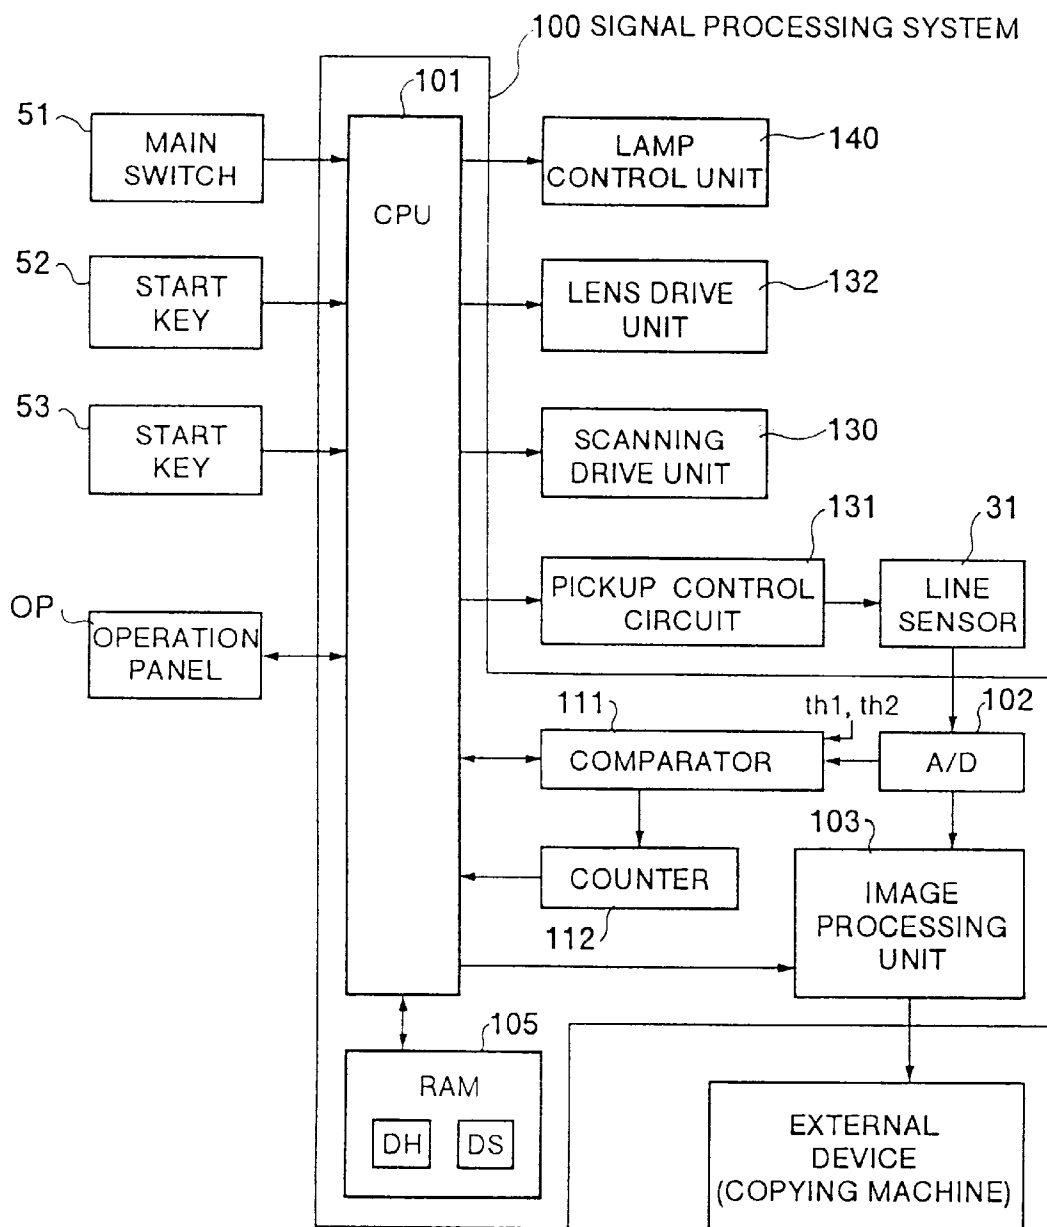 100 SIGNAL PROCESSING SYSTEM
101
CPU
51
MAIN
SWITCH
52
START
KEY
53
START
KEY
OP
OPERATION
PANEL
LAMP
CONTROL UNIT
140
LENS DRIVE
UNIT
132
SCANNING
DRIVE UNIT
130
131
PICKUP CONTROL
CIRCUIT
31
LINE
SENSOR
111
th1, th2
102
COMPARATOR
A/D
COUNTER
112
103
IMAGE
PROCESSING
UNIT
105
RAM
DH
DS
EXTERNAL
DEVICE
(COPYING MACHINE)